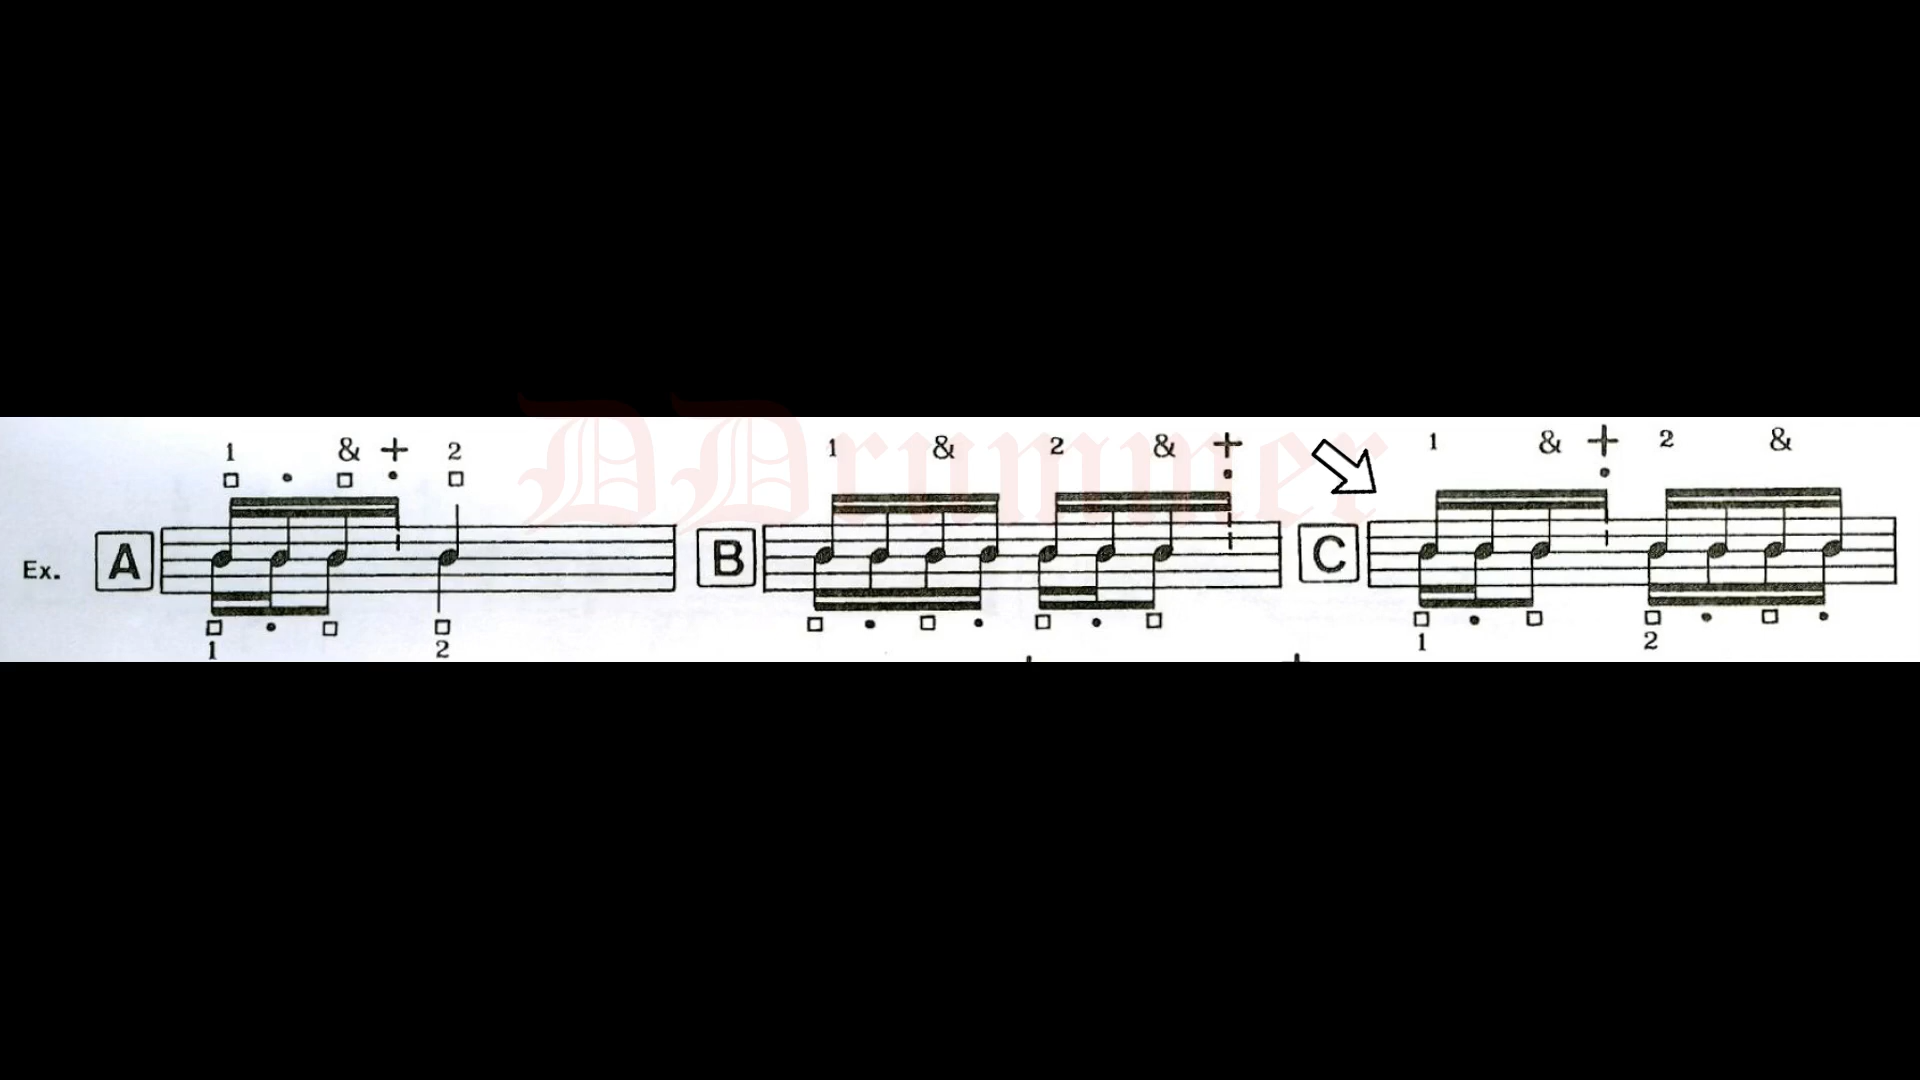 DDrummer
1 & + 2
1 & 2 & +
1 & + 2 &
Ex. A
B
C
1 2
1 2